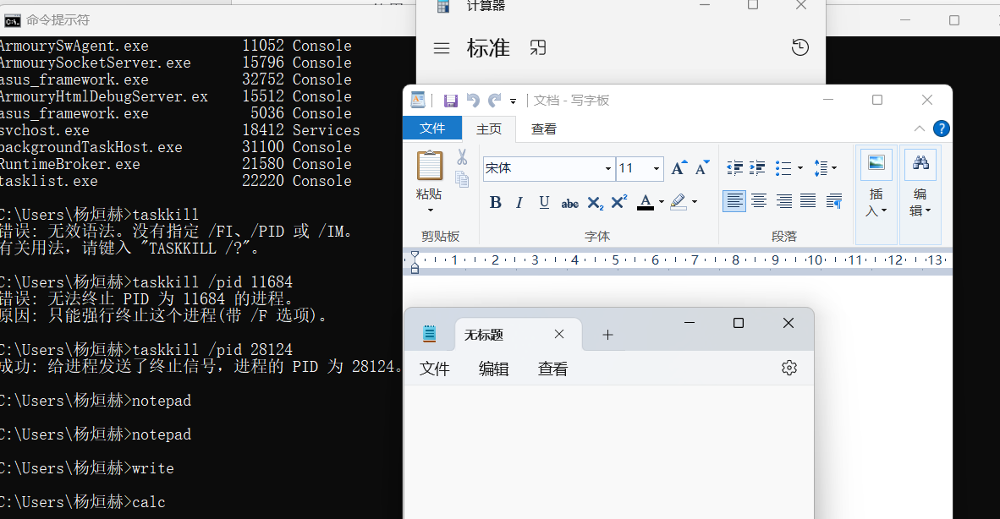 命令提示符
ArmourySwAgent.exe 11052 Console
ArmourySocketServer.exe 15796 Console
asus_framework.exe 32752 Console
ArmouryHtmlDebugServer.ex 15512 Console
asus_framework.exe 5036 Console
svchost.exe 18412 Services
backgroundTaskHost.exe 31100 Console
RuntimeBroker.exe 21580 Console
tasklist.exe 22220 Console
C:\Users\杨烜赫>taskkill
错误: 无效语法。没有指定 /FI、/PID 或 /IM。
有关用法，请键入 "TASKKILL /?"。
C:\Users\杨烜赫>taskkill /pid 11684
错误: 无法终止 PID 为 11684 的进程。
原因: 只能强行终止这个进程(带 /F 选项)。
C:\Users\杨烜赫>taskkill /pid 28124
成功: 给进程发送了终止信号，进程的 PID 为 28124。
C:\Users\杨烜赫>notepad
C:\Users\杨烜赫>notepad
C:\Users\杨烜赫>write
C:\Users\杨烜赫>calc
计算器
标准
文档 - 写字板
文件 主页 查看
宋体 11
粘贴
B I U abc X₂ X² A
插入
编辑
剪贴板 字体 段落
1 2 3 4 5 6 7 8 9 10 11 12 13
无标题
文件 编辑 查看